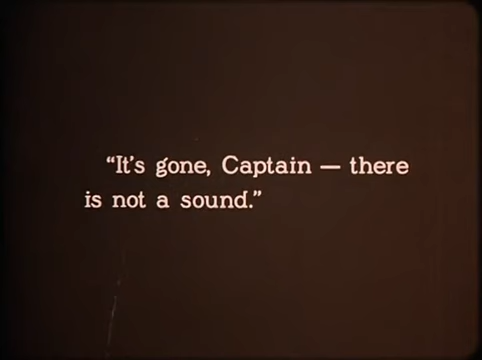 “It's gone, Captain — there
is not a sound.”